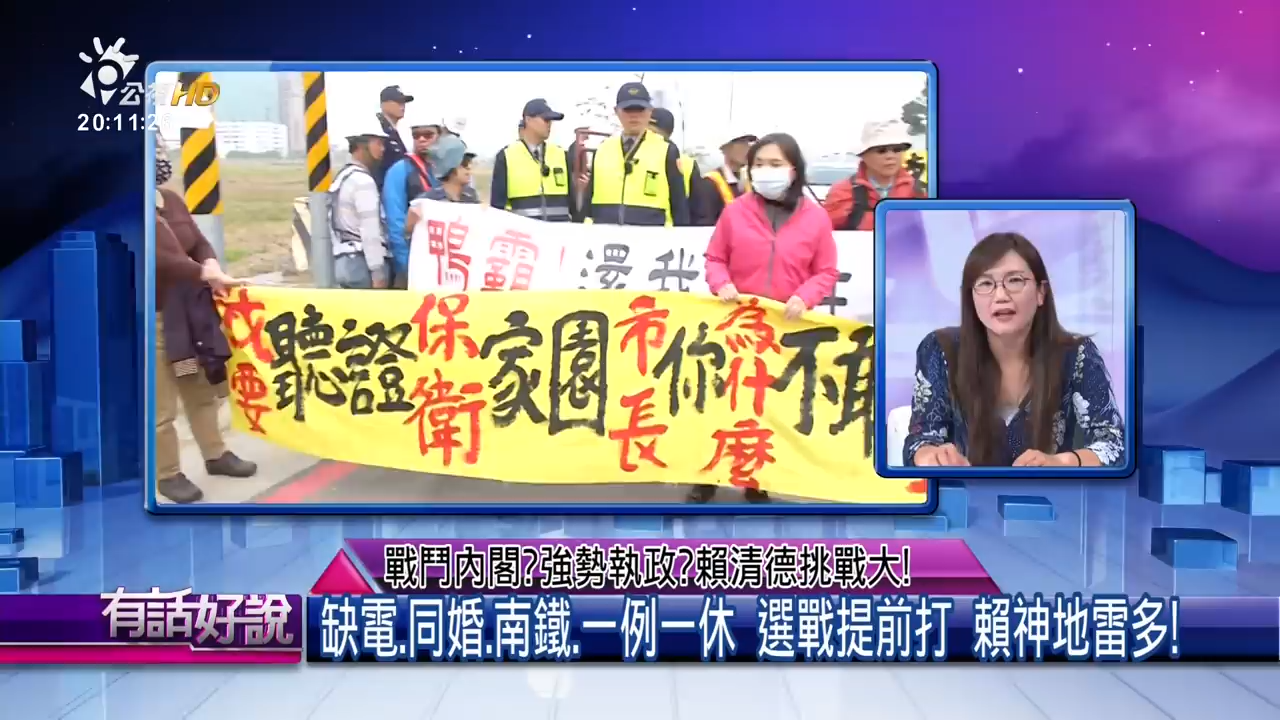 公視HD
20:11:2
鴨霸!還我
我要聽證保衛家園市長你為什麼不敢
戰鬥內閣?強勢執政?賴清德挑戰大!
有話好說
缺電.同婚.南鐵.一例一休 選戰提前打 賴神地雷多!